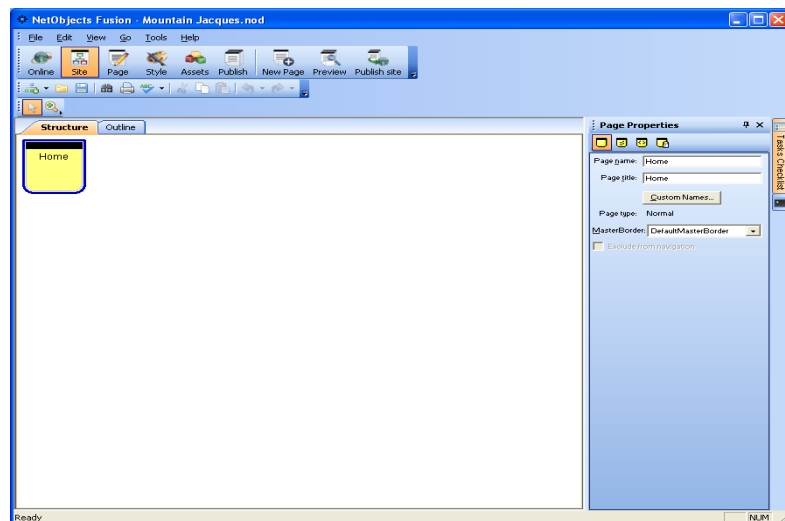 NetObjects Fusion - Mountain Jacques.nod
File Edit View Go Tools Help
Online Site Page Style Assets Publish New Page Preview Publish site
Structure Outline
Home
Page Properties
Page name: Home
Page title: Home
Custom Names...
Page type: Normal
MasterBorder: DefaultMasterBorder
Exclude from navigation
Tasks Checklist
Ready NUM